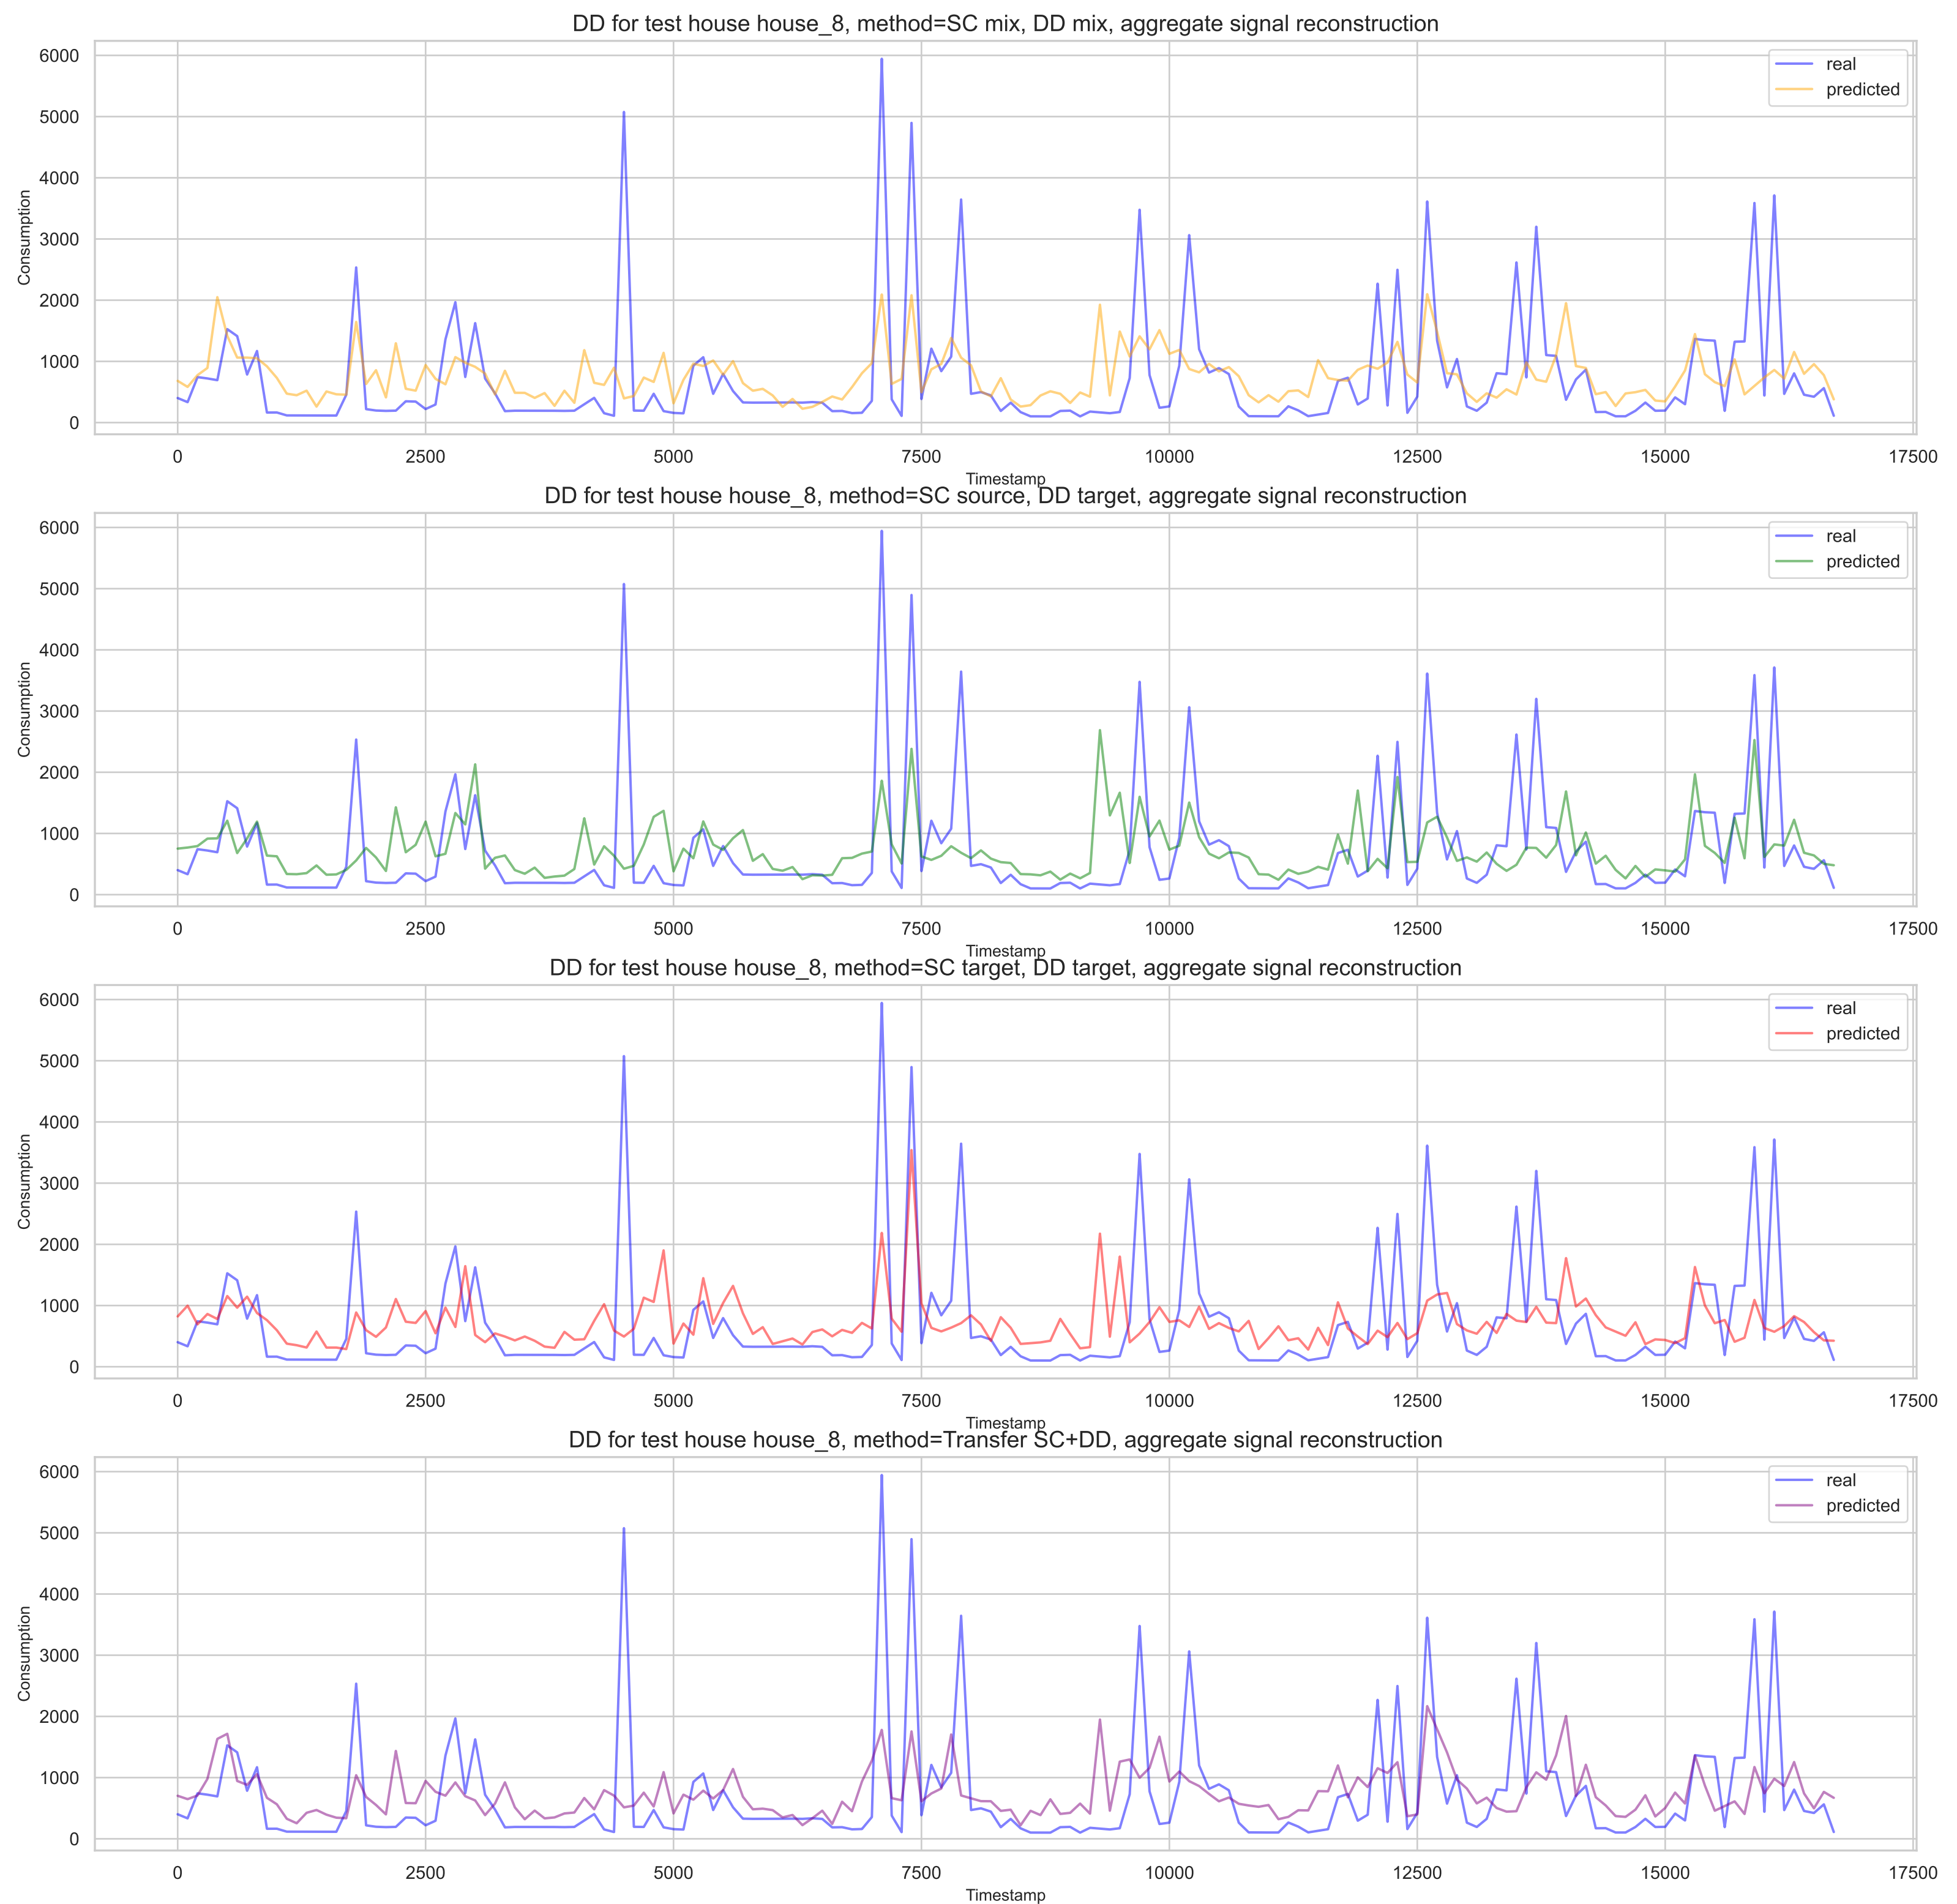 DD for test house house_8, method=SC mix, DD mix, aggregate signal reconstruction
6000
5000
4000
3000
2000
1000
0
Consumption
real
predicted
0 2500 5000 7500 10000 12500 15000 17500
Timestamp
DD for test house house_8, method=SC source, DD target, aggregate signal reconstruction
6000
5000
4000
3000
2000
1000
0
Consumption
real
predicted
0 2500 5000 7500 10000 12500 15000 17500
Timestamp
DD for test house house_8, method=SC target, DD target, aggregate signal reconstruction
6000
5000
4000
3000
2000
1000
0
Consumption
real
predicted
0 2500 5000 7500 10000 12500 15000 17500
Timestamp
DD for test house house_8, method=Transfer SC+DD, aggregate signal reconstruction
6000
5000
4000
3000
2000
1000
0
Consumption
real
predicted
0 2500 5000 7500 10000 12500 15000 17500
Timestamp